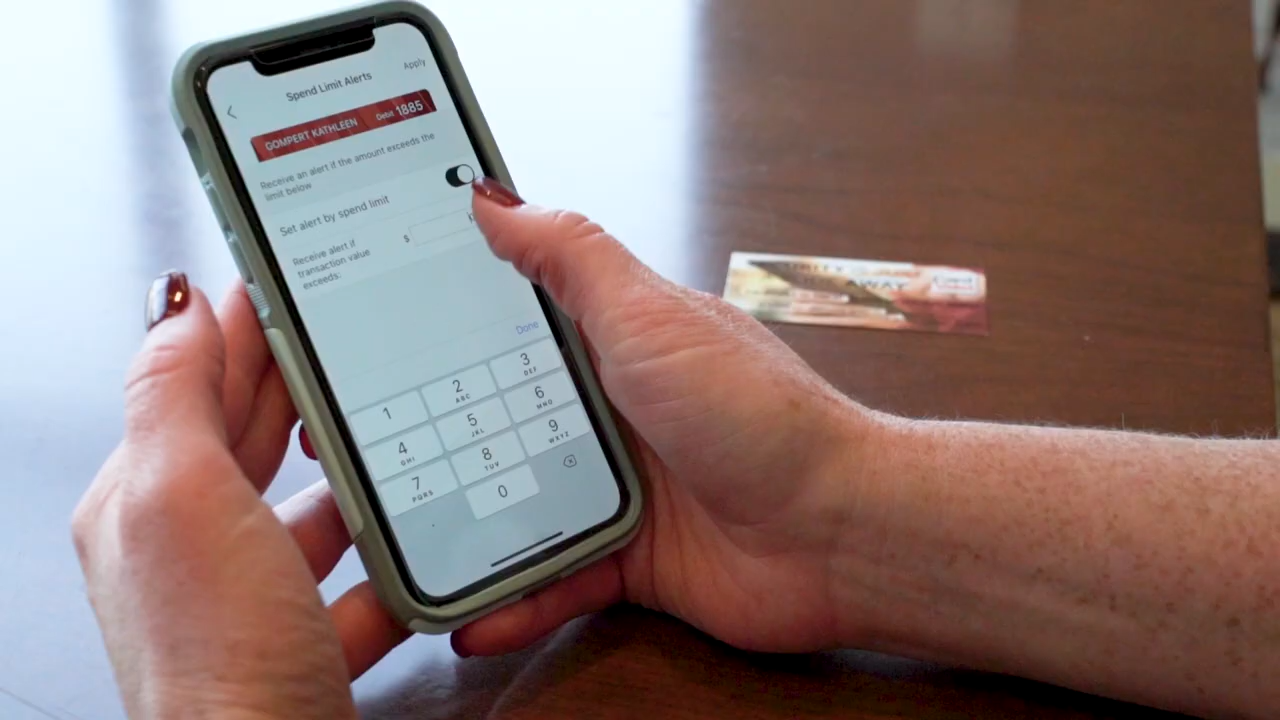 Spend Limit Alerts
Apply
GOMPERT KATHLEEN
Debit 1885
Receive an alert if the amount exceeds the
limit below
Set alert by spend limit
Receive alert if
transaction value
exceeds:
$
Done
1
2
ABC
3
DEF
4
GHI
5
JKL
6
MNO
7
PQRS
8
TUV
9
WXYZ
0
AWAY